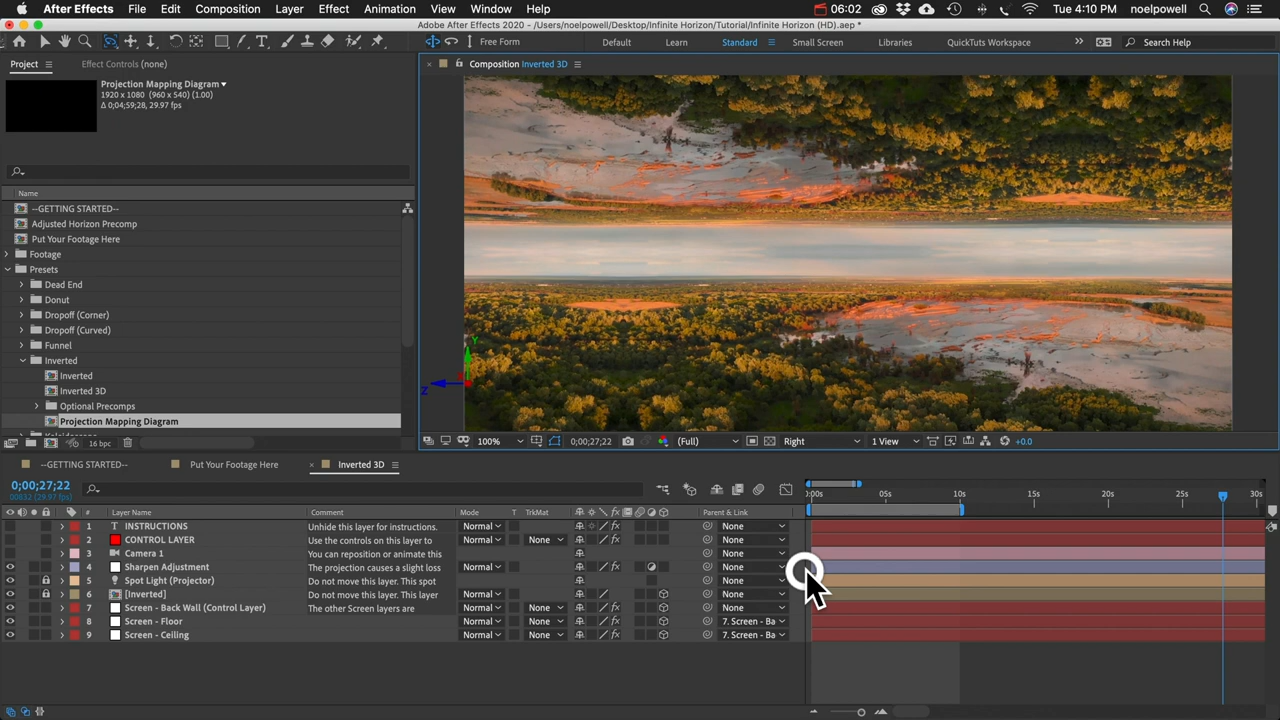 After Effects File Edit Composition Layer Effect Animation View Window Help 06:02 Tue 4:10 PM noelpowell
Adobe After Effects 2020 - /Users/noelpowell/Desktop/Infinite Horizon/Tutorial/Infinite Horizon (HD).aep *
Free Form Default Learn Standard Small Screen Libraries QuickTuts Workspace Search Help
Project Effect Controls (none) Composition Inverted 3D
Projection Mapping Diagram
1920 x 1080 (960 x 540) (1.00)
Δ 0;04;59;28, 29.97 fps
Name
--GETTING STARTED--
Adjusted Horizon Precomp
Put Your Footage Here
Footage
Presets
Dead End
Donut
Dropoff (Corner)
Dropoff (Curved)
Funnel
Inverted
Inverted
Inverted 3D
Optional Precomps
Projection Mapping Diagram
Y
Z
16 bpc 100% 0;00;27;22 (Full) Right 1 View +0.0
--GETTING STARTED-- Put Your Footage Here Inverted 3D
0;00;27;22
00832 (29.97 fps)
Layer Name Comment Mode T TrkMat Parent & Link 05s 10s 15s 20s 25s 30s
1 T INSTRUCTIONS Unhide this layer for instructions. Normal None
2 CONTROL LAYER Use the controls on this layer to Normal None None
3 Camera 1 You can reposition or animate this None
4 Sharpen Adjustment The projection causes a slight loss Normal None None
5 Spot Light (Projector) Do not move this layer. This spot None
6 [Inverted] Do not move this layer. This layer Normal None None
7 Screen - Back Wall (Control Layer) The other Screen layers are Normal None None
8 Screen - Floor Normal None 7. Screen - Ba
9 Screen - Ceiling Normal None 7. Screen - Ba